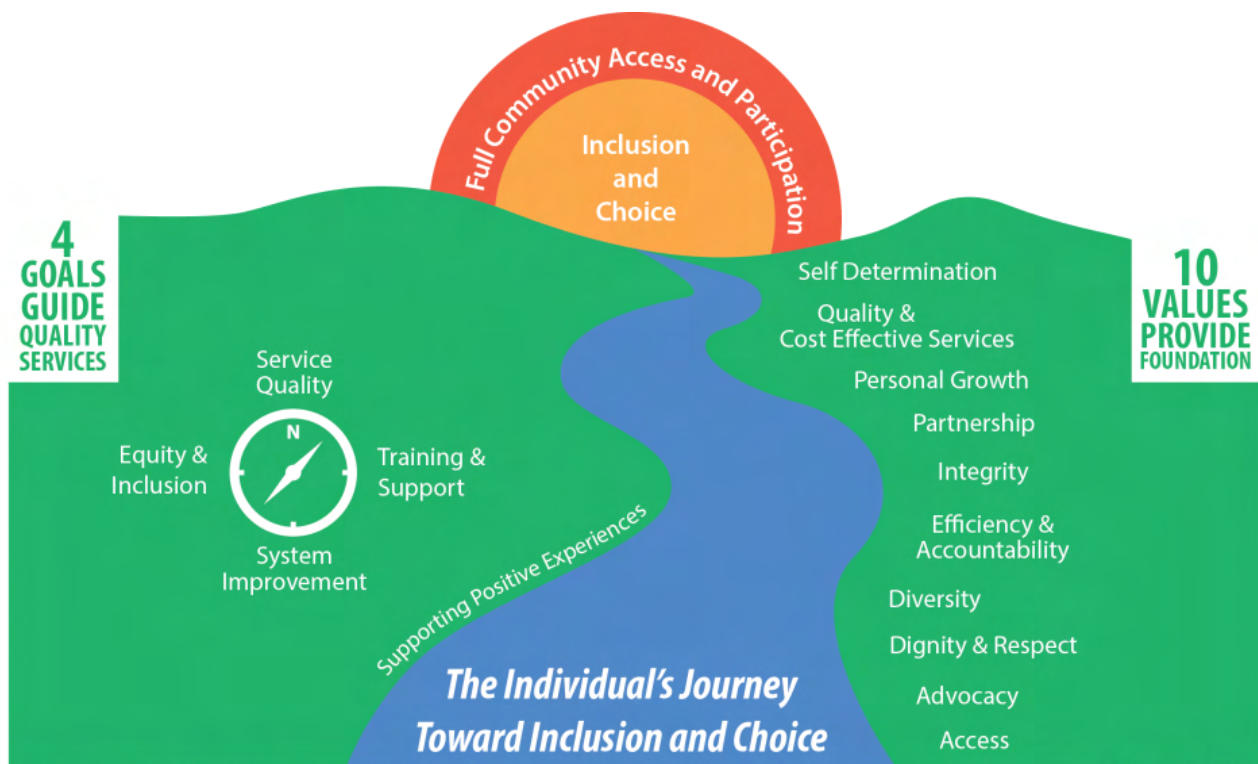 Full Community Access and Participation
Inclusion
and
Choice
4
GOALS
GUIDE
QUALITY
SERVICES
10
VALUES
PROVIDE
FOUNDATION
Service
Quality
N
Equity &
Inclusion
Training &
Support
System
Improvement
Supporting Positive Experiences
Self Determination
Quality &
Cost Effective Services
Personal Growth
Partnership
Integrity
Efficiency &
Accountability
Diversity
Dignity & Respect
Advocacy
Access
The Individual's Journey
Toward Inclusion and Choice